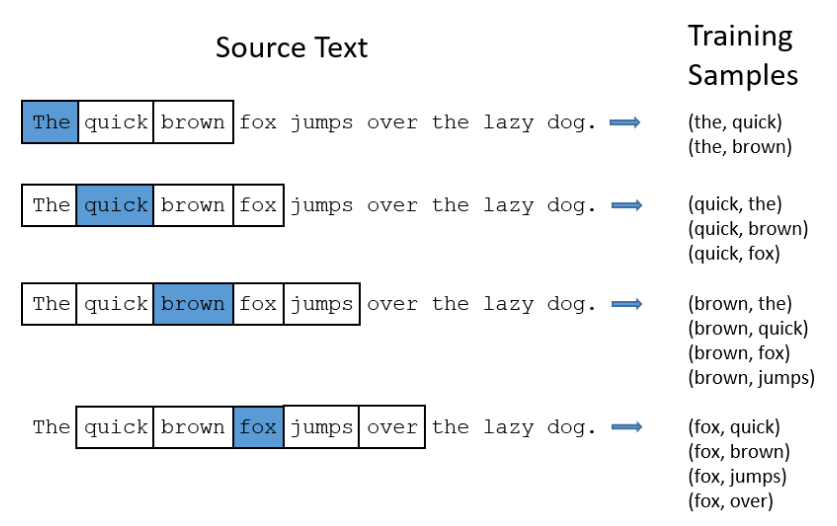 Source Text
Training
Samples
The quick brown fox jumps over the lazy dog.
(the, quick)
(the, brown)
The quick brown fox jumps over the lazy dog.
(quick, the)
(quick, brown)
(quick, fox)
The quick brown fox jumps over the lazy dog.
(brown, the)
(brown, quick)
(brown, fox)
(brown, jumps)
The quick brown fox jumps over the lazy dog.
(fox, quick)
(fox, brown)
(fox, jumps)
(fox, over)